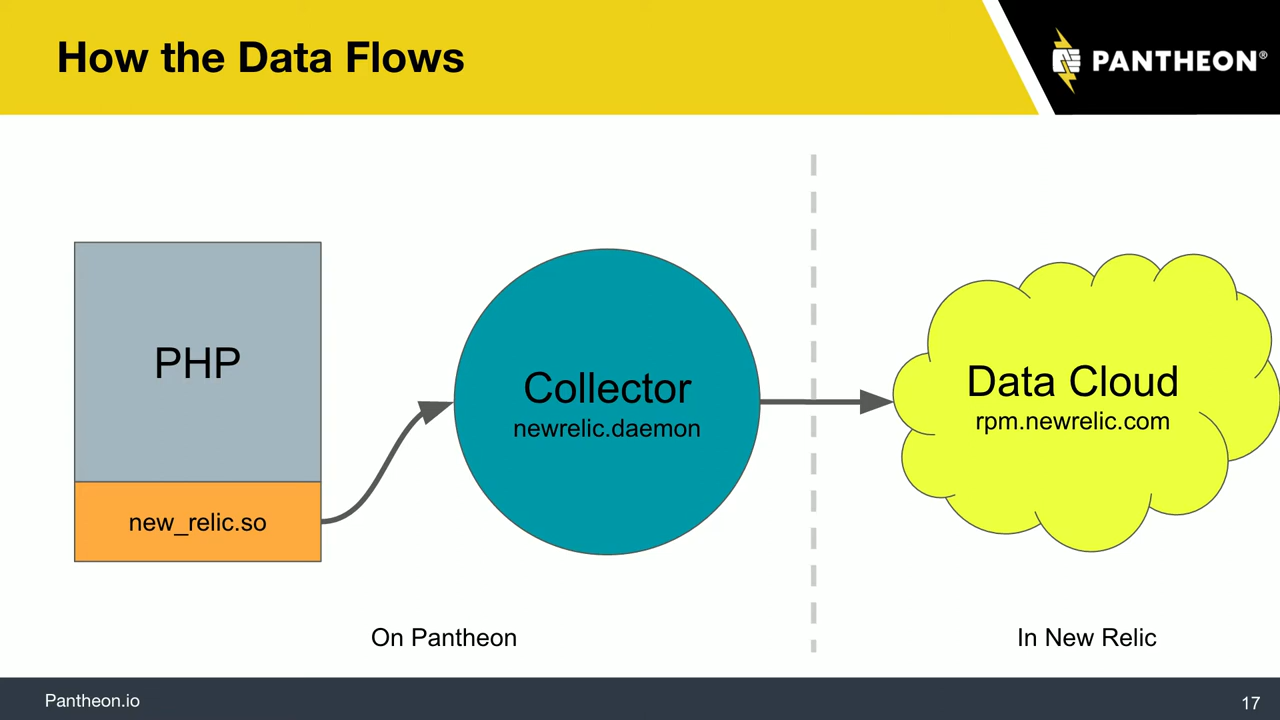 How the Data Flows
PANTHEON®
PHP
new_relic.so
Collector
newrelic.daemon
Data Cloud
rpm.newrelic.com
On Pantheon
In New Relic
Pantheon.io
17